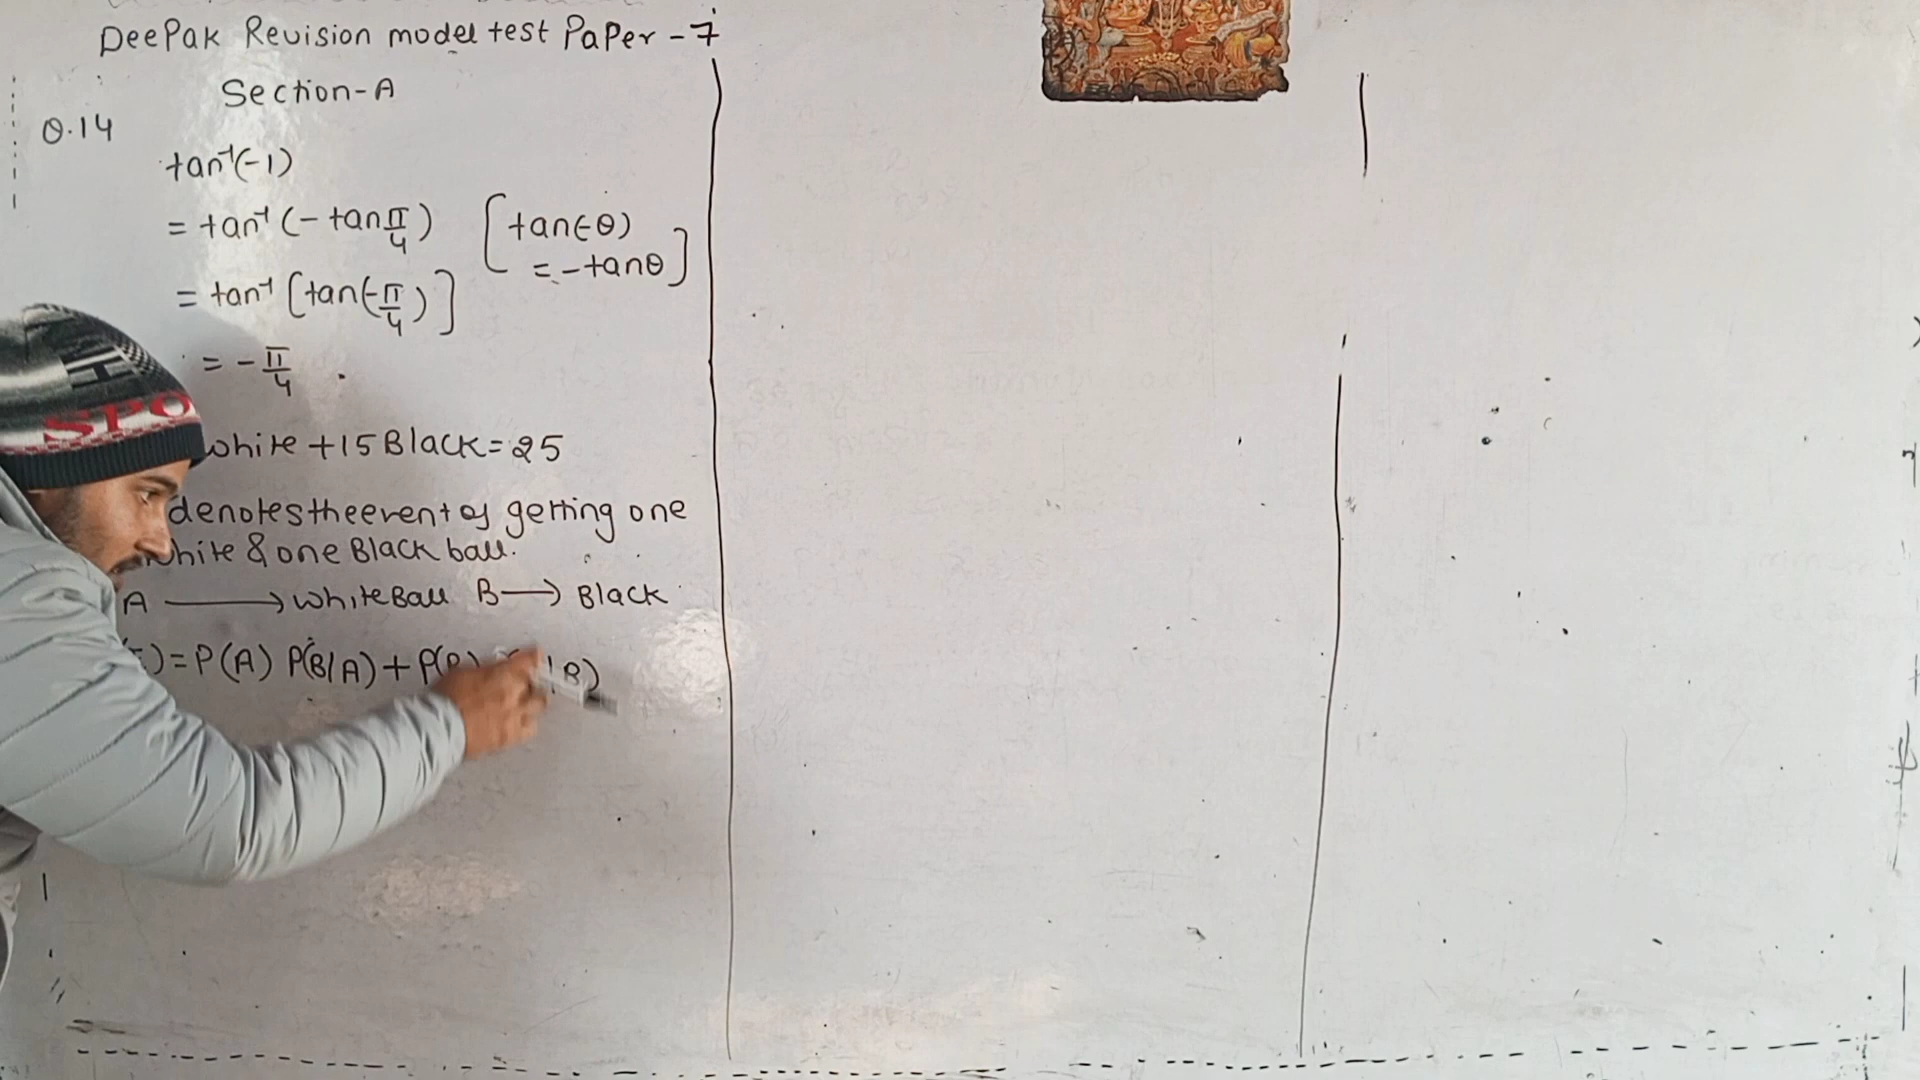 DeePak Revision model test PaPer - 7
Section-A
Q.14
tan⁻¹(-1)
= tan⁻¹ (- tan π/4) [tan(-θ)
= -tanθ]
= tan⁻¹ [tan(-π/4)]
= - π/4
white + 15 Black = 25
denotes the event of getting one
white & one Black ball.
A ⟶ white Ball B ⟶ Black
) = P(A) P(B/A) + P(B) | B)
SPO